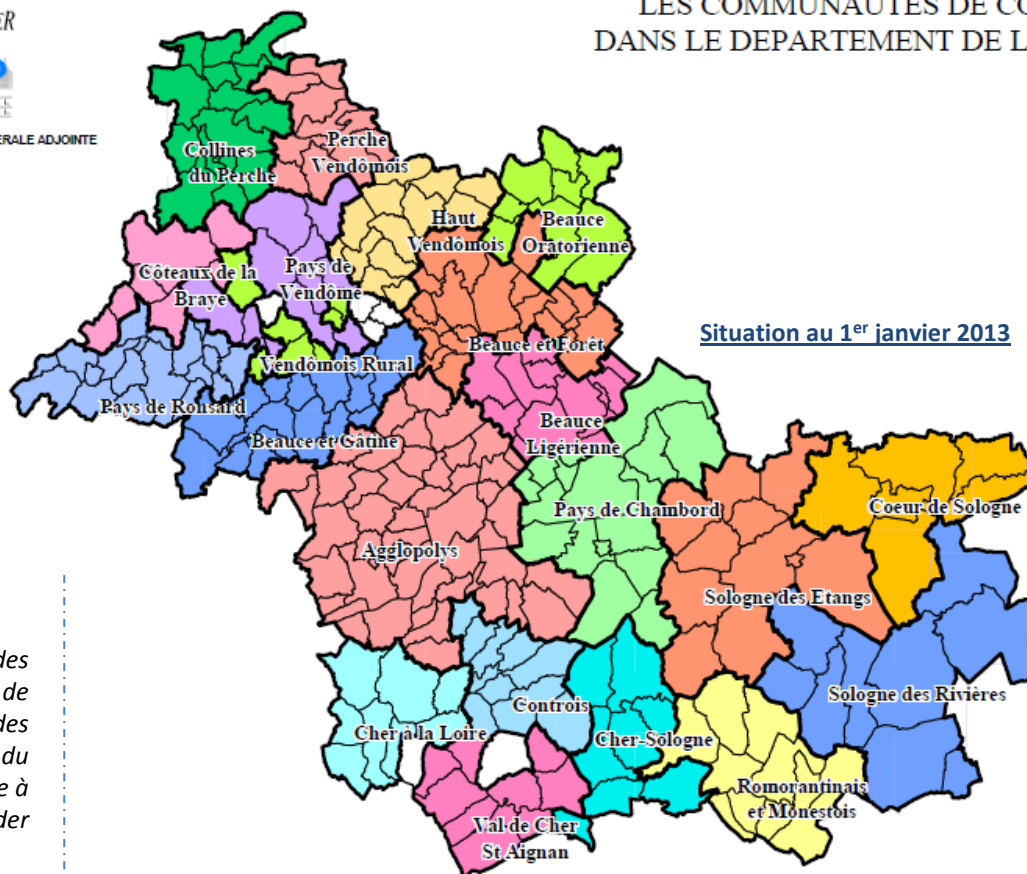 LES COMMUNAUTES DE
DANS LE DEPARTEMENT DE
ERALE ADJOINTE
Collines
du Perche
Perche
Vendômois
Haut
Vendômois
Beauce
Oratorienne
Côteaux de la
Braye
Pays de
Vendôme
Situation au 1er janvier 2013
Beauce et Forêt
Vendômois Rural
Pays de Ronsard
Beauce et Gâtine
Beauce
Ligérienne
Pays de Chambord
Coeur de Sologne
Agglopolys
Sologne des Etangs
des
de
des
du
e à
der
Sologne des Rivières
Controis
Cher à la Loire
Cher-Sologne
Romorantinais
et Monestois
Val de Cher
St Aignan